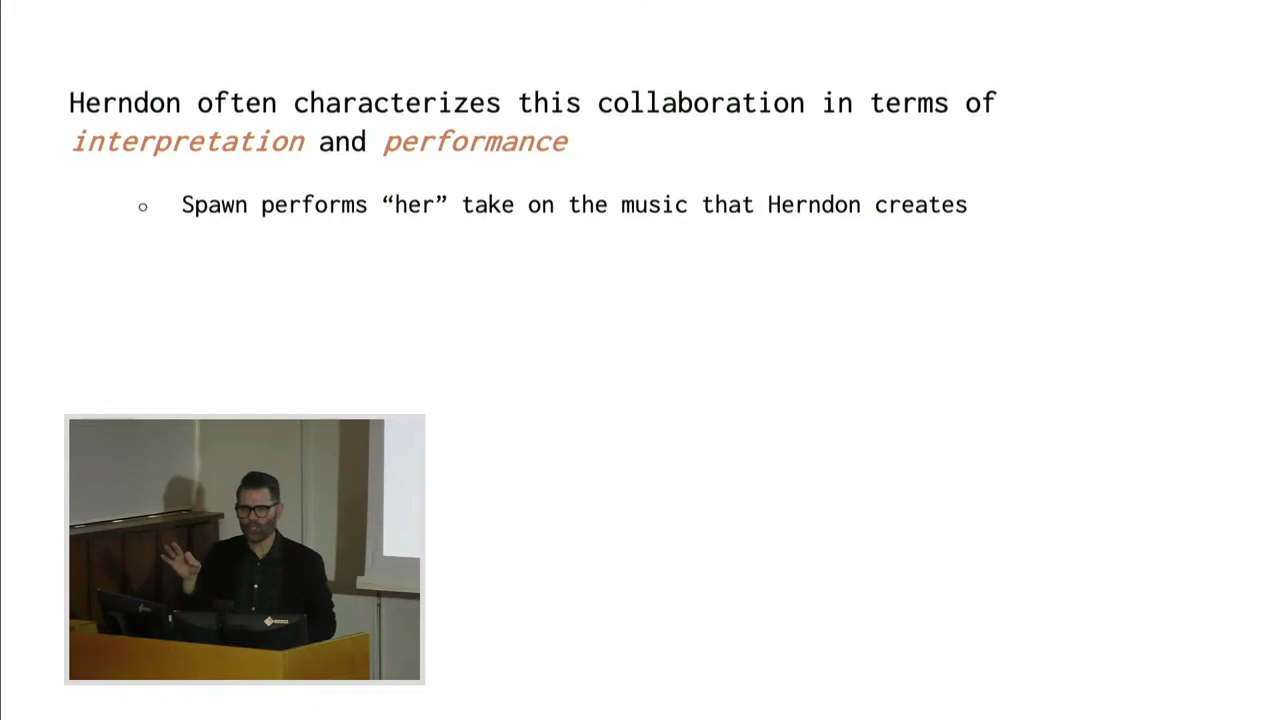 Herndon often characterizes this collaboration in terms of
interpretation and performance
○ Spawn performs “her” take on the music that Herndon creates